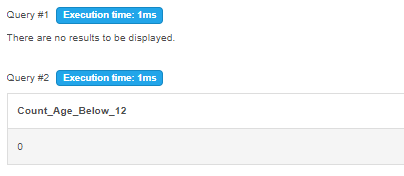 Query #1 Execution time: 1ms
There are no results to be displayed.
Query #2 Execution time: 1ms
Count_Age_Below_12
0